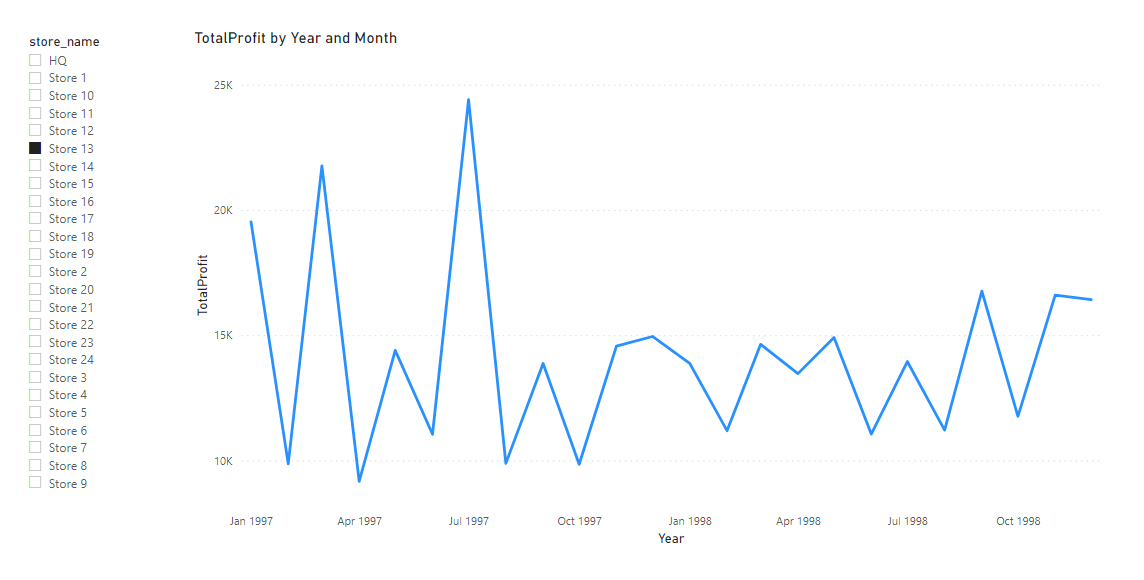 store_name
HQ
Store 1
Store 10
Store 11
Store 12
Store 13
Store 14
Store 15
Store 16
Store 17
Store 18
Store 19
Store 2
Store 20
Store 21
Store 22
Store 23
Store 24
Store 3
Store 4
Store 5
Store 6
Store 7
Store 8
Store 9
TotalProfit by Year and Month
TotalProfit
25K
20K
15K
10K
Jan 1997 Apr 1997 Jul 1997 Oct 1997 Jan 1998 Apr 1998 Jul 1998 Oct 1998
Year